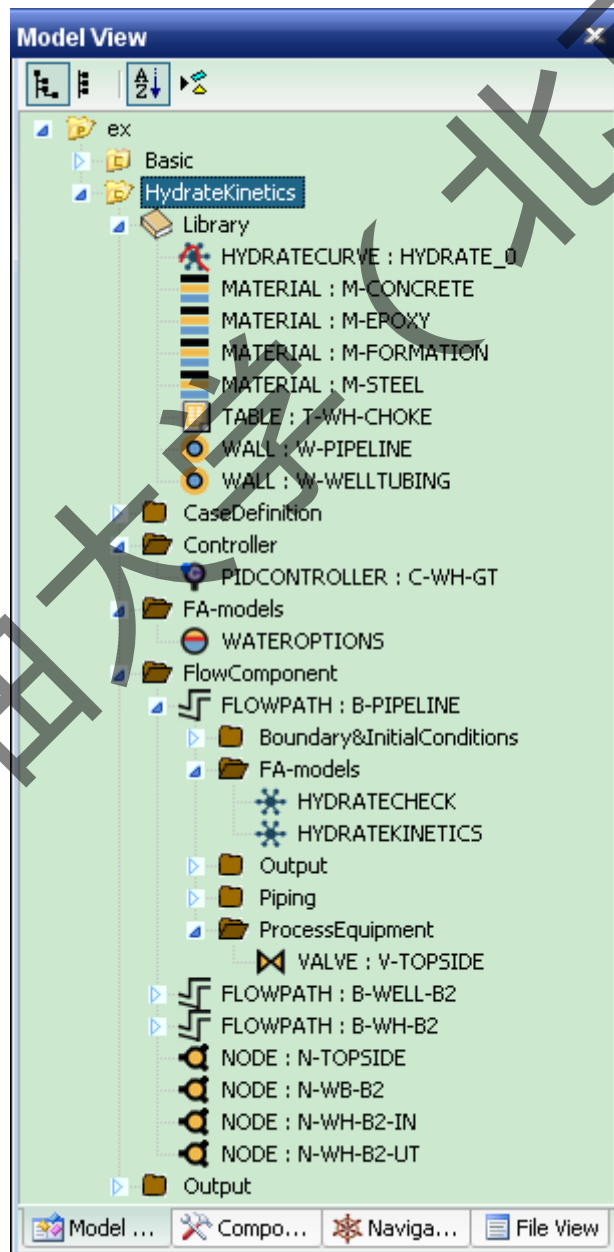 Model View
ex
Basic
HydrateKinetics
Library
HYDRATECURVE : HYDRATE_0
MATERIAL : M-CONCRETE
MATERIAL : M-EPOXY
MATERIAL : M-FORMATION
MATERIAL : M-STEEL
TABLE : T-WH-CHOKE
WALL : W-PIPELINE
WALL : W-WELLTUBING
CaseDefinition
Controller
PIDCONTROLLER : C-WH-GT
FA-models
WATEROPTIONS
FlowComponent
FLOWPATH : B-PIPELINE
Boundary&InitialConditions
FA-models
HYDRATECHECK
HYDRATEKINETICS
Output
Piping
ProcessEquipment
VALVE : V-TOPSIDE
FLOWPATH : B-WELL-B2
FLOWPATH : B-WH-B2
NODE : N-TOPSIDE
NODE : N-WB-B2
NODE : N-WH-B2-IN
NODE : N-WH-B2-UT
Output
Model ... Compo... Naviga... File View
大学（北